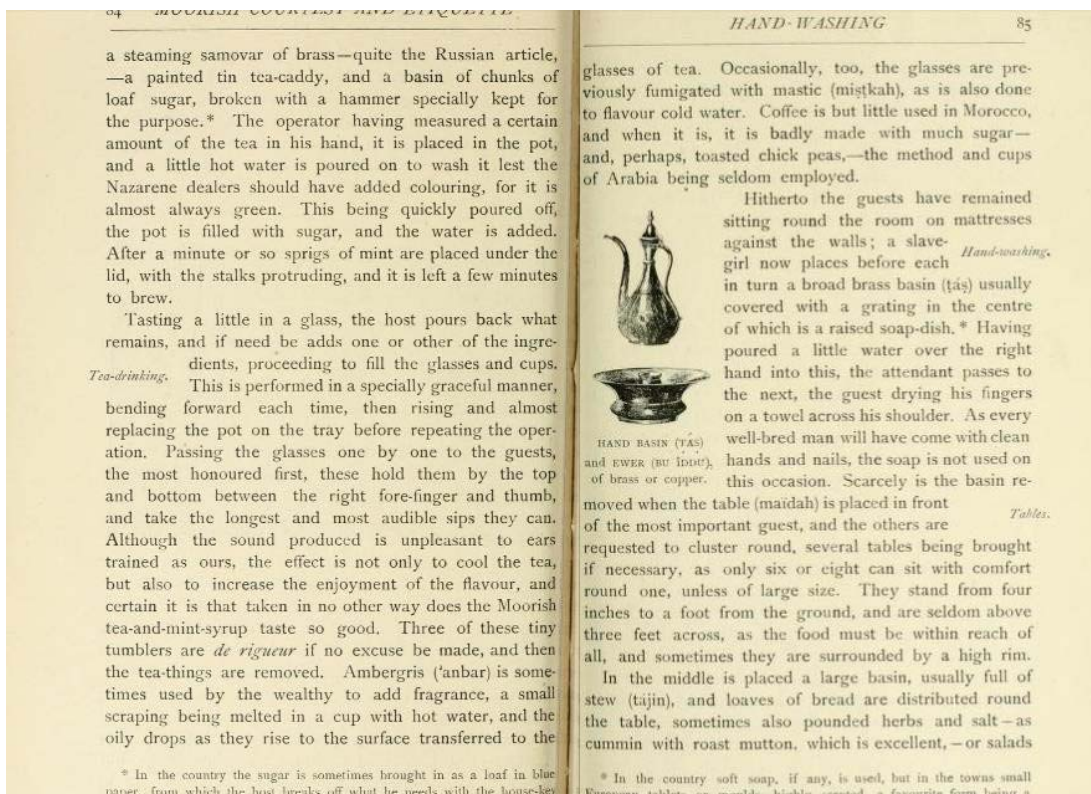 84 MOORISH COURTESY AND ETIQUETTE
a steaming samovar of brass—quite the Russian article,
—a painted tin tea-caddy, and a basin of chunks of
loaf sugar, broken with a hammer specially kept for
the purpose.* The operator having measured a certain
amount of the tea in his hand, it is placed in the pot,
and a little hot water is poured on to wash it lest the
Nazarene dealers should have added colouring, for it is
almost always green. This being quickly poured off,
the pot is filled with sugar, and the water is added.
After a minute or so sprigs of mint are placed under the
lid, with the stalks protruding, and it is left a few minutes
to brew.
Tasting a little in a glass, the host pours back what
remains, and if need be adds one or other of the ingre-
Tea-drinking.
dients, proceeding to fill the glasses and cups.
This is performed in a specially graceful manner,
bending forward each time, then rising and almost
replacing the pot on the tray before repeating the oper-
ation. Passing the glasses one by one to the guests,
the most honoured first, these hold them by the top
and bottom between the right fore-finger and thumb,
and take the longest and most audible sips they can.
Although the sound produced is unpleasant to ears
trained as ours, the effect is not only to cool the tea,
but also to increase the enjoyment of the flavour, and
certain it is that taken in no other way does the Moorish
tea-and-mint-syrup taste so good. Three of these tiny
tumblers are de rigueur if no excuse be made, and then
the tea-things are removed. Ambergris ('anbar) is some-
times used by the wealthy to add fragrance, a small
scraping being melted in a cup with hot water, and the
oily drops as they rise to the surface transferred to the
* In the country the sugar is sometimes brought in as a loaf in blue
paper, from which the host breaks off what he needs with the house-key
HAND-WASHING 85
glasses of tea. Occasionally, too, the glasses are pre-
viously fumigated with mastic (miṣtkah), as is also done
to flavour cold water. Coffee is but little used in Morocco,
and when it is, it is badly made with much sugar—
and, perhaps, toasted chick peas,—the method and cups
of Arabia being seldom employed.
Hitherto the guests have remained
sitting round the room on mattresses
against the walls; a slave-
Hand-washing.
girl now places before each
in turn a broad brass basin (ṭáṣ) usually
covered with a grating in the centre
of which is a raised soap-dish.* Having
poured a little water over the right
hand into this, the attendant passes to
the next, the guest drying his fingers
on a towel across his shoulder. As every
well-bred man will have come with clean
hands and nails, the soap is not used on
this occasion. Scarcely is the basin re-
HAND BASIN (ṬÁṢ)
and EWER (BU ÍDDU'),
of brass or copper.
moved when the table (maïdah) is placed in front
Tables.
of the most important guest, and the others are
requested to cluster round, several tables being brought
if necessary, as only six or eight can sit with comfort
round one, unless of large size. They stand from four
inches to a foot from the ground, and are seldom above
three feet across, as the food must be within reach of
all, and sometimes they are surrounded by a high rim.
In the middle is placed a large basin, usually full of
stew (tájin), and loaves of bread are distributed round
the table, sometimes also pounded herbs and salt—as
cummin with roast mutton, which is excellent,—or salads
* In the country soft soap, if any, is used, but in the towns small